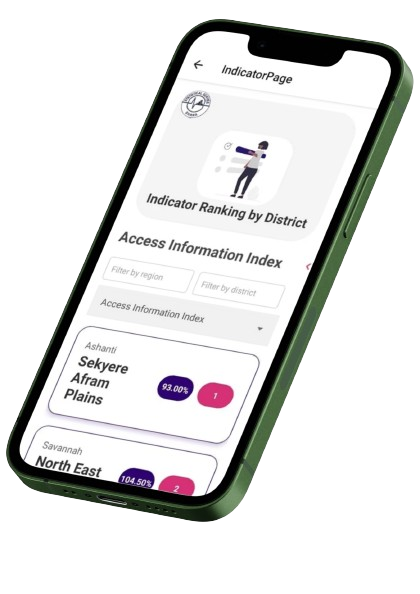 IndicatorPage
Indicator Ranking by District
Access Information Index
Filter by region
Filter by district
Access Information Index
Ashanti
Sekyere
Afram
Plains
93.00%
1
Savannah
North East
104.50%
2